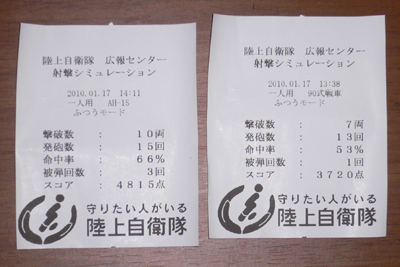 陸上自衛隊　広報センター
射撃シミュレーション
2010.01.17　14:11
一人用　AH-1S
ふつうモード
撃破数　：　１０両
発砲数　：　１５回
命中率　：　６６％
被弾回数　：　３回
スコア　：　４８１５点
守りたい人がいる
陸上自衛隊
陸上自衛隊　広報センター
射撃シミュレーション
2010.01.17　13:38
一人用　90式戦車
ふつうモード
撃破数　：　７両
発砲数　：　１３回
命中率　：　５３％
被弾回数　：　１回
スコア　：　３７２０点
守りたい人がいる
陸上自衛隊